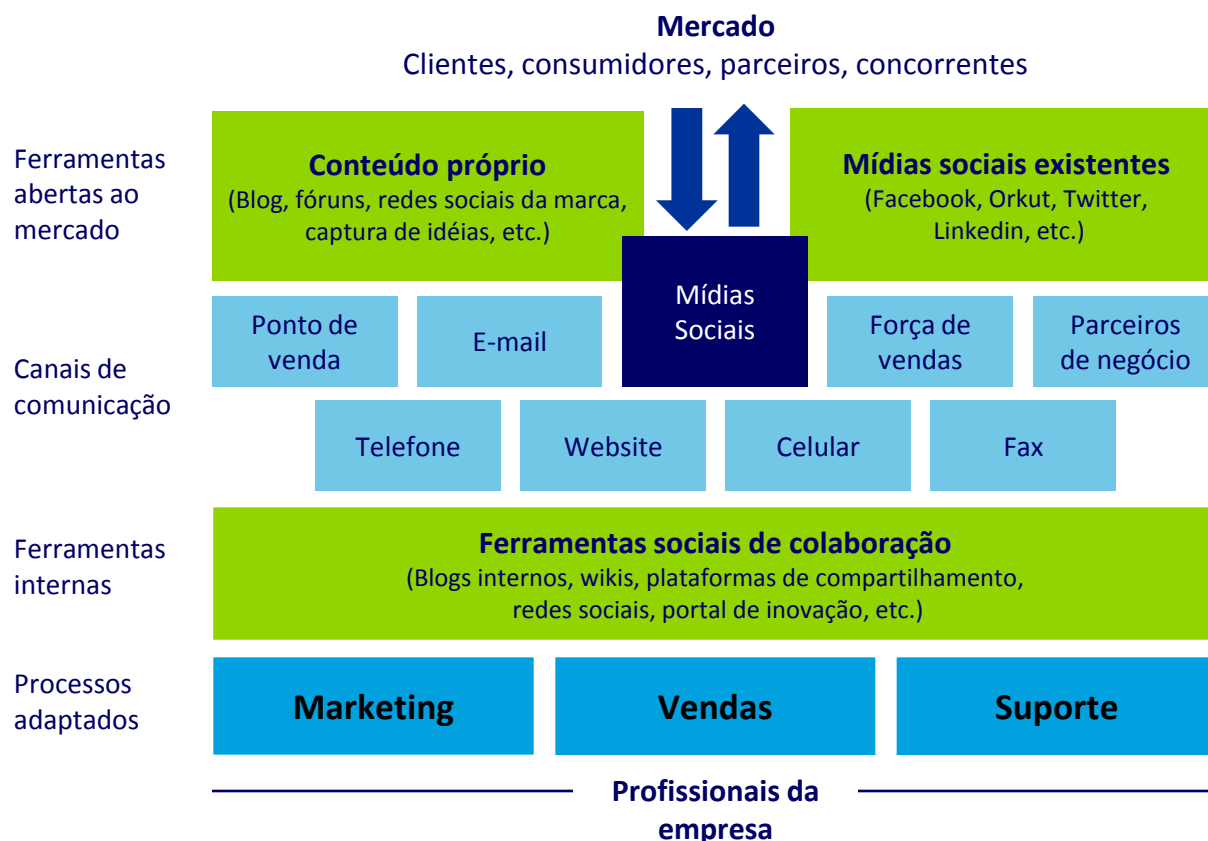 Mercado
Clientes, consumidores, parceiros, concorrentes
Ferramentas
abertas ao
mercado
Conteúdo próprio
(Blog, fóruns, redes sociais da marca,
captura de idéias, etc.)
Mídias sociais existentes
(Facebook, Orkut, Twitter,
Linkedin, etc.)
Canais de
comunicação
Ponto de
venda
E-mail
Mídias
Sociais
Força de
vendas
Parceiros
de negócio
Telefone
Website
Celular
Fax
Ferramentas
internas
Ferramentas sociais de colaboração
(Blogs internos, wikis, plataformas de compartilhamento,
redes sociais, portal de inovação, etc.)
Processos
adaptados
Marketing
Vendas
Suporte
Profissionais da
empresa